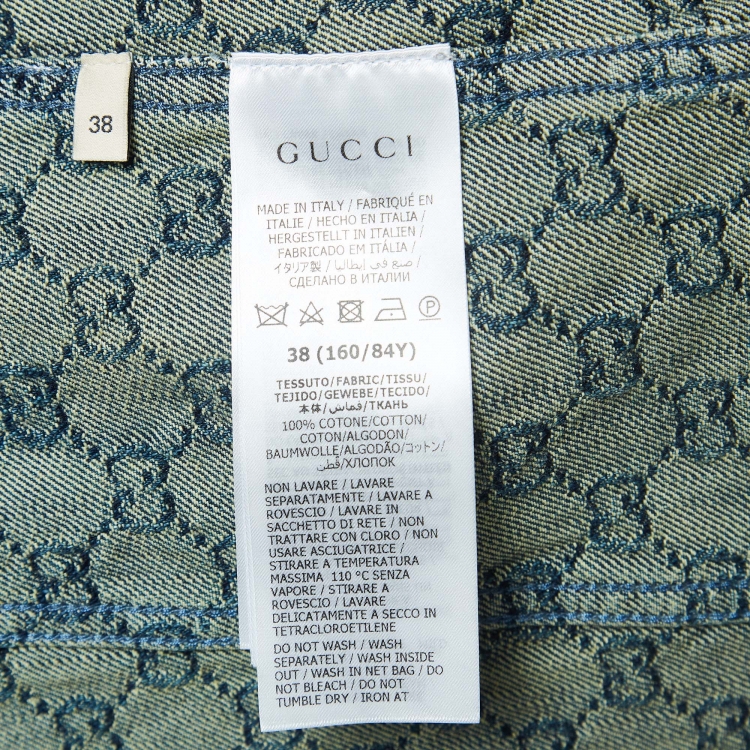 38
GUCCI
MADE IN ITALY / FABRIQUÉ EN
ITALIE / HECHO EN ITALIA /
HERGESTELLT IN ITALIEN /
FABRICADO EM ITÁLIA /
イタリア製 / صنع في إيطاليا /
СДЕЛАНО В ИТАЛИИ
P
38 (160/84Y)
TESSUTO/FABRIC/TISSU/
TEJIDO/GEWEBE/TECIDO/
本体/قماش/ТКАНЬ
100% COTONE/COTTON/
COTON/ALGODON/
BAUMWOLLE/ALGODÃO/コットン/
قطن/ХЛОПОК
NON LAVARE / LAVARE
SEPARATAMENTE / LAVARE A
ROVESCIO / LAVARE IN
SACCHETTO DI RETE / NON
TRATTARE CON CLORO / NON
USARE ASCIUGATRICE /
STIRARE A TEMPERATURA
MASSIMA 110 °C SENZA
VAPORE / STIRARE A
ROVESCIO / LAVARE
DELICATAMENTE A SECCO IN
TETRACLOROETILENE
DO NOT WASH / WASH
SEPARATELY / WASH INSIDE
OUT / WASH IN NET BAG / DO
NOT BLEACH / DO NOT
TUMBLE DRY / IRON AT